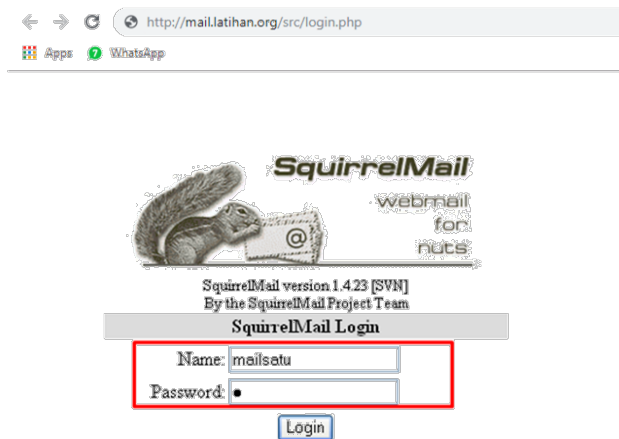 http://mail.latihan.org/src/login.php
Apps 7 WhatsApp
SquirrelMail
webmail
for
nuts
@
SquirrelMail version 1.4.23 [SVN]
By the SquirrelMail Project Team
SquirrelMail Login
Name: mailsatu
Password: ●
Login